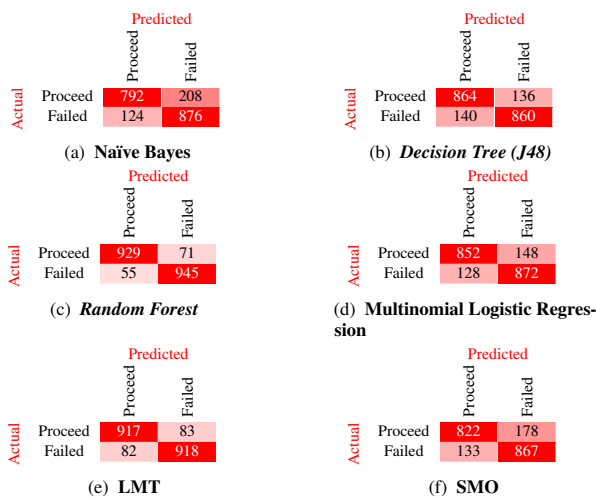 Predicted
Proceed
Failed
Actual
Proceed 792 208
Failed 124 876
(a) Naïve Bayes
Predicted
Proceed
Failed
Actual
Proceed 864 136
Failed 140 860
(b) Decision Tree (J48)
Predicted
Proceed
Failed
Actual
Proceed 929 71
Failed 55 945
(c) Random Forest
Predicted
Proceed
Failed
Actual
Proceed 852 148
Failed 128 872
(d) Multinomial Logistic Regres-
sion
Predicted
Proceed
Failed
Actual
Proceed 917 83
Failed 82 918
(e) LMT
Predicted
Proceed
Failed
Actual
Proceed 822 178
Failed 133 867
(f) SMO